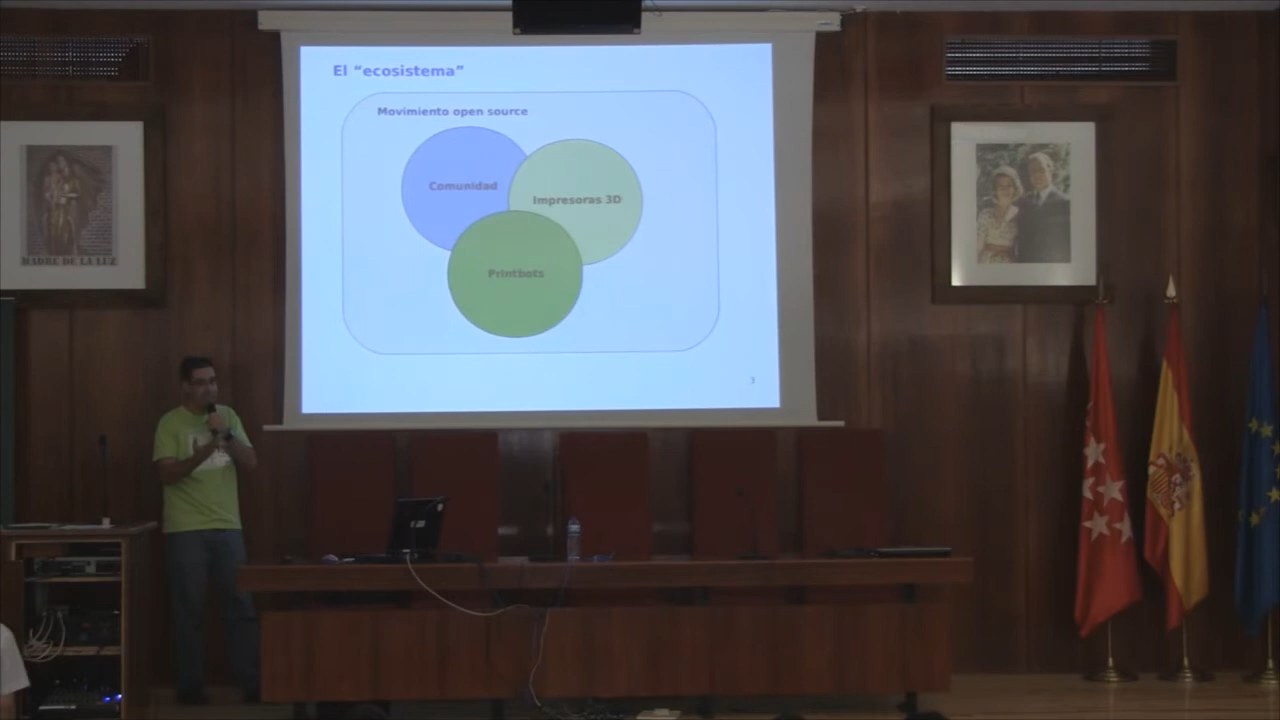 El “ecosistema”
Movimiento open source
Comunidad
Impresoras 3D
Printbots
MADRE DE LA LUZ